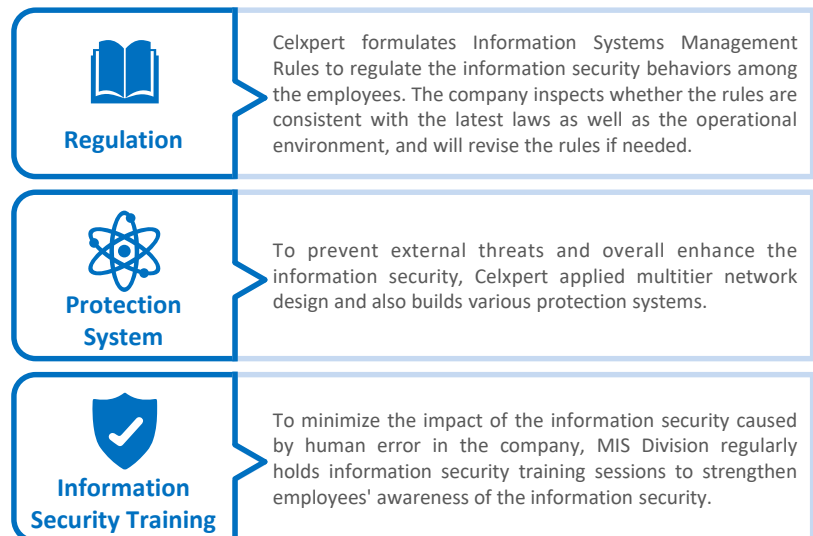 Regulation
Celxpert formulates Information Systems Management
Rules to regulate the information security behaviors among
the employees. The company inspects whether the rules are
consistent with the latest laws as well as the operational
environment, and will revise the rules if needed.
Protection
System
To prevent external threats and overall enhance the
information security, Celxpert applied multitier network
design and also builds various protection systems.
Information
Security Training
To minimize the impact of the information security caused
by human error in the company, MIS Division regularly
holds information security training sessions to strengthen
employees' awareness of the information security.